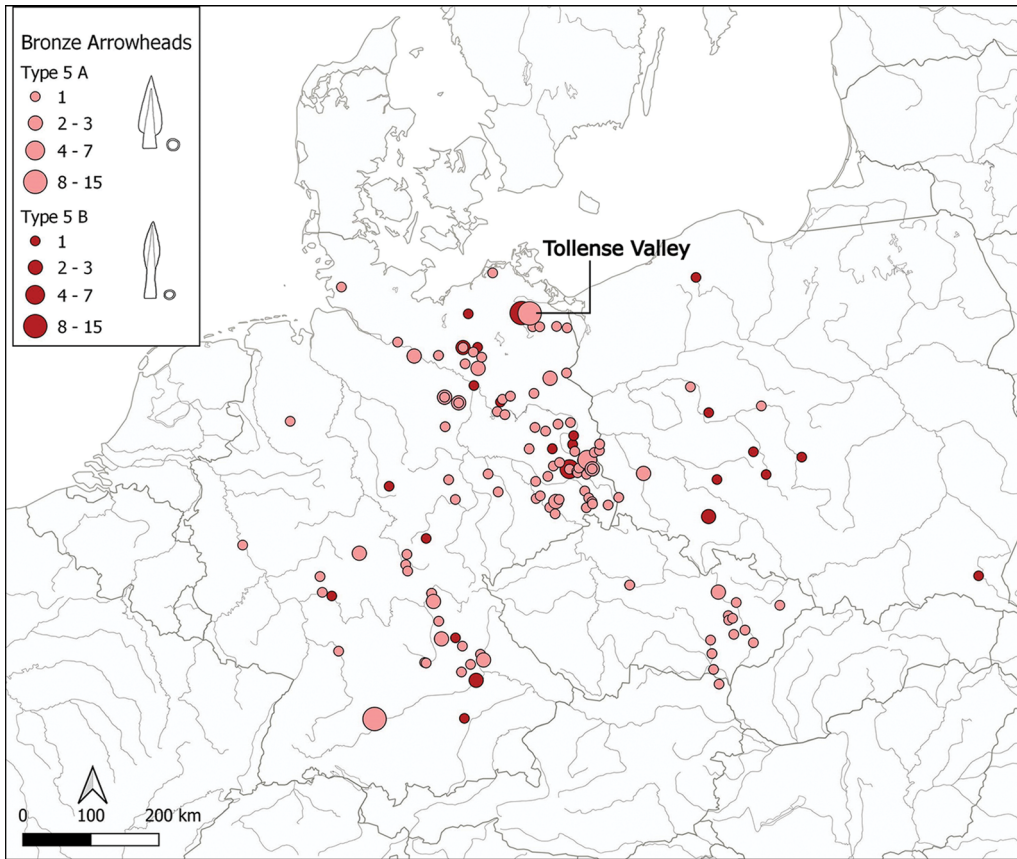 Bronze Arrowheads
Type 5 A
1
2 - 3
4 - 7
8 - 15
Type 5 B
1
2 - 3
4 - 7
8 - 15
Tollense Valley
0 100 200 km